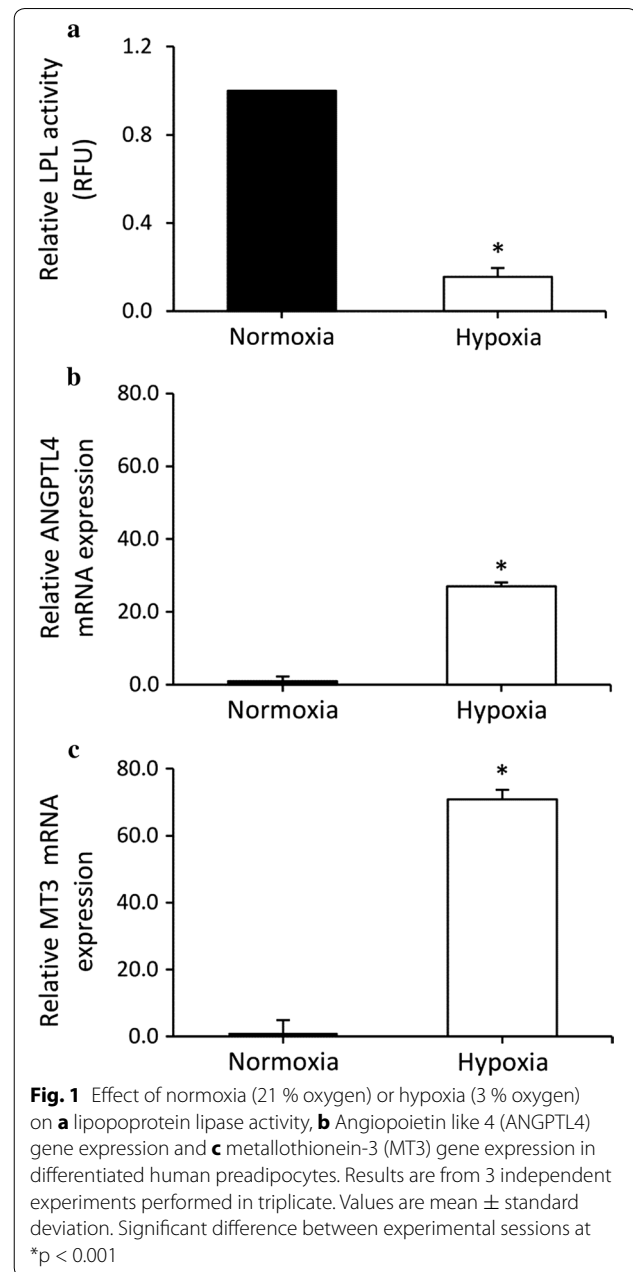 a
1.2
0.8
0.4
0.0
Relative LPL activity
(RFU)
*
Normoxia Hypoxia
b
80.0
60.0
40.0
20.0
0.0
Relative ANGPTL4
mRNA expression
*
Normoxia Hypoxia
c
80.0
60.0
40.0
20.0
0.0
Relative MT3 mRNA
expression
*
Normoxia Hypoxia
Fig. 1 Effect of normoxia (21 % oxygen) or hypoxia (3 % oxygen)
on a lipopoprotein lipase activity, b Angiopoietin like 4 (ANGPTL4)
gene expression and c metallothionein-3 (MT3) gene expression in
differentiated human preadipocytes. Results are from 3 independent
experiments performed in triplicate. Values are mean ± standard
deviation. Significant difference between experimental sessions at
*p < 0.001